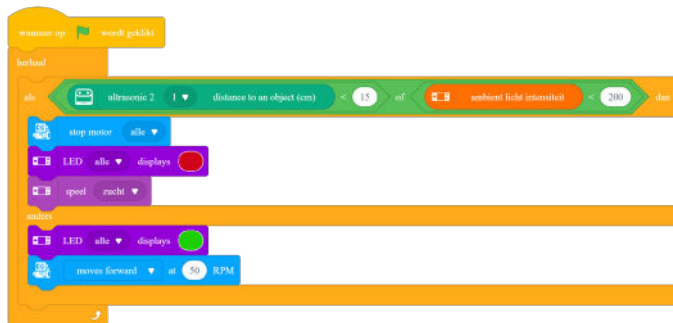 wanneer op wordt geklikt
herhaal
als ultrasonic 2 1 distance to an object (cm) < 15 of ambient licht intensiteit < 200 dan
stop motor alle
LED alle displays
speel zucht
anders
LED alle displays
moves forward at 50 RPM